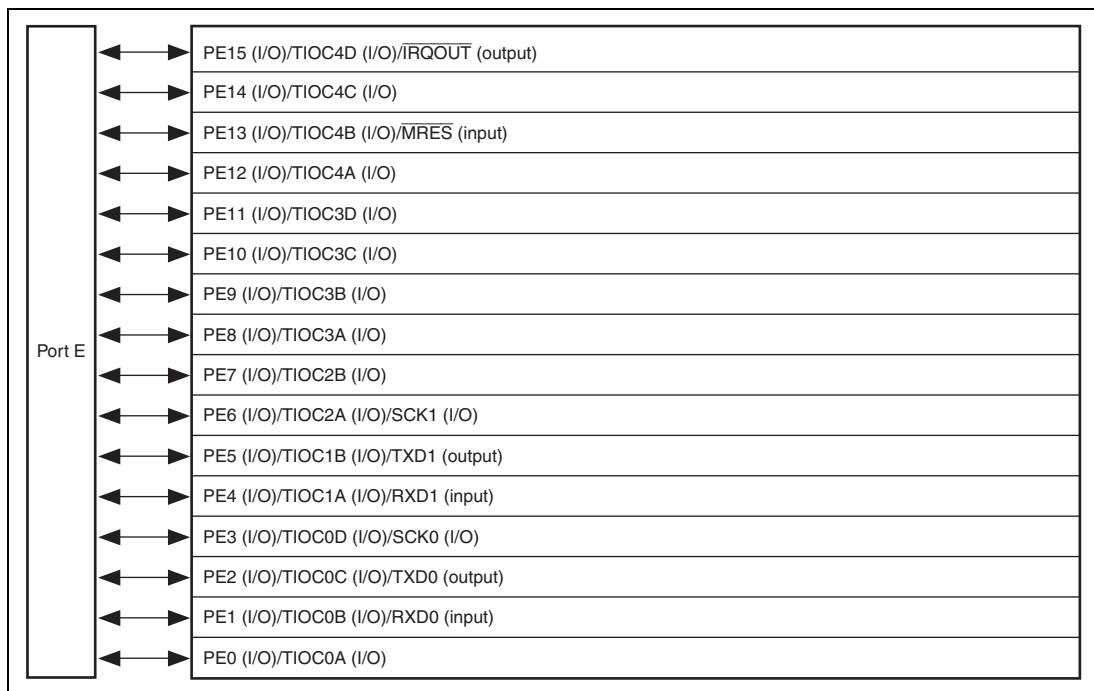 Port E
PE15 (I/O)/TIOC4D (I/O)/I̅R̅Q̅O̅U̅T̅ (output)
PE14 (I/O)/TIOC4C (I/O)
PE13 (I/O)/TIOC4B (I/O)/M̅R̅E̅S̅ (input)
PE12 (I/O)/TIOC4A (I/O)
PE11 (I/O)/TIOC3D (I/O)
PE10 (I/O)/TIOC3C (I/O)
PE9 (I/O)/TIOC3B (I/O)
PE8 (I/O)/TIOC3A (I/O)
PE7 (I/O)/TIOC2B (I/O)
PE6 (I/O)/TIOC2A (I/O)/SCK1 (I/O)
PE5 (I/O)/TIOC1B (I/O)/TXD1 (output)
PE4 (I/O)/TIOC1A (I/O)/RXD1 (input)
PE3 (I/O)/TIOC0D (I/O)/SCK0 (I/O)
PE2 (I/O)/TIOC0C (I/O)/TXD0 (output)
PE1 (I/O)/TIOC0B (I/O)/RXD0 (input)
PE0 (I/O)/TIOC0A (I/O)